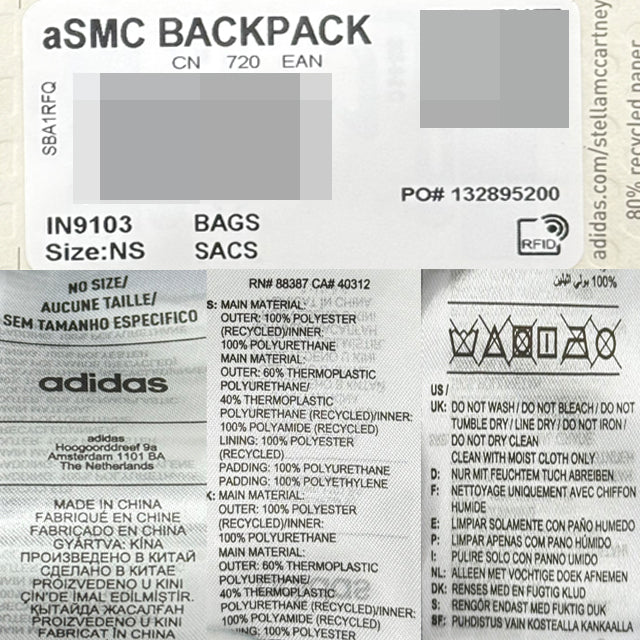 aSMC BACKPACK
CN 720 EAN
SBA1RFQ
PO# 132895200
IN9103 BAGS
Size:NS SACS
RFID
adidas.com/stellamccartney
80% recycled paper
NO SIZE/
AUCUNE TAILLE/
SEM TAMANHO ESPECIFICO
adidas
adidas
Hoogoorddreef 9a
Amsterdam 1101 BA
The Netherlands
MADE IN CHINA
FABRIQUÉ EN CHINE
FABRICADO EN CHINA
GYÁRTVA: KÍNA
ПРОИЗВЕДЕНО В КИТАЙ
СДЕЛАНО В КИТАЕ
PROIZVEDENO U KINI
ÇİN'DE İMAL EDİLMİŞTİR.
ҚЫТАЙДА ЖАСАЛҒАН
PROIZVEDENO U KINI
FABRICAT ÎN CHINA
RN# 88387 CA# 40312
S: MAIN MATERIAL:
OUTER: 100% POLYESTER
(RECYCLED)/INNER:
100% POLYURETHANE
MAIN MATERIAL:
OUTER: 60% THERMOPLASTIC
POLYURETHANE/
40% THERMOPLASTIC
POLYURETHANE (RECYCLED)/INNER:
100% POLYAMIDE (RECYCLED)
LINING: 100% POLYESTER
(RECYCLED)
PADDING: 100% POLYURETHANE
PADDING: 100% POLYETHYLENE
K: MAIN MATERIAL:
OUTER: 100% POLYESTER
(RECYCLED)/INNER:
100% POLYURETHANE
MAIN MATERIAL:
OUTER: 60% THERMOPLASTIC
POLYURETHANE/
40% THERMOPLASTIC
POLYURETHANE (RECYCLED)/INNER:
100% POLYAMIDE (RECYCLED)
NG: 100% POLYESTER
100% بولي إثيلين
US /
UK: DO NOT WASH / DO NOT BLEACH / DO NOT
TUMBLE DRY / LINE DRY / DO NOT IRON /
DO NOT DRY CLEAN
CLEAN WITH MOIST CLOTH ONLY
D: NUR MIT FEUCHTEM TUCH ABREIBEN
F: NETTOYAGE UNIQUEMENT AVEC CHIFFON
HUMIDE
E: LIMPIAR SOLAMENTE CON PAÑO HUMEDO
P: LIMPAR APENAS COM PANO HÚMIDO
I: PULIRE SOLO CON PANNO UMIDO
NL: ALLEEN MET VOCHTIGE DOEK AFNEMEN
DK: RENSES MED EN FUGTIG KLUD
S: RENGÖR ENDAST MED FUKTIG DUK
SF: PUHDISTUS VAIN KOSTEALLA KANKAALLA